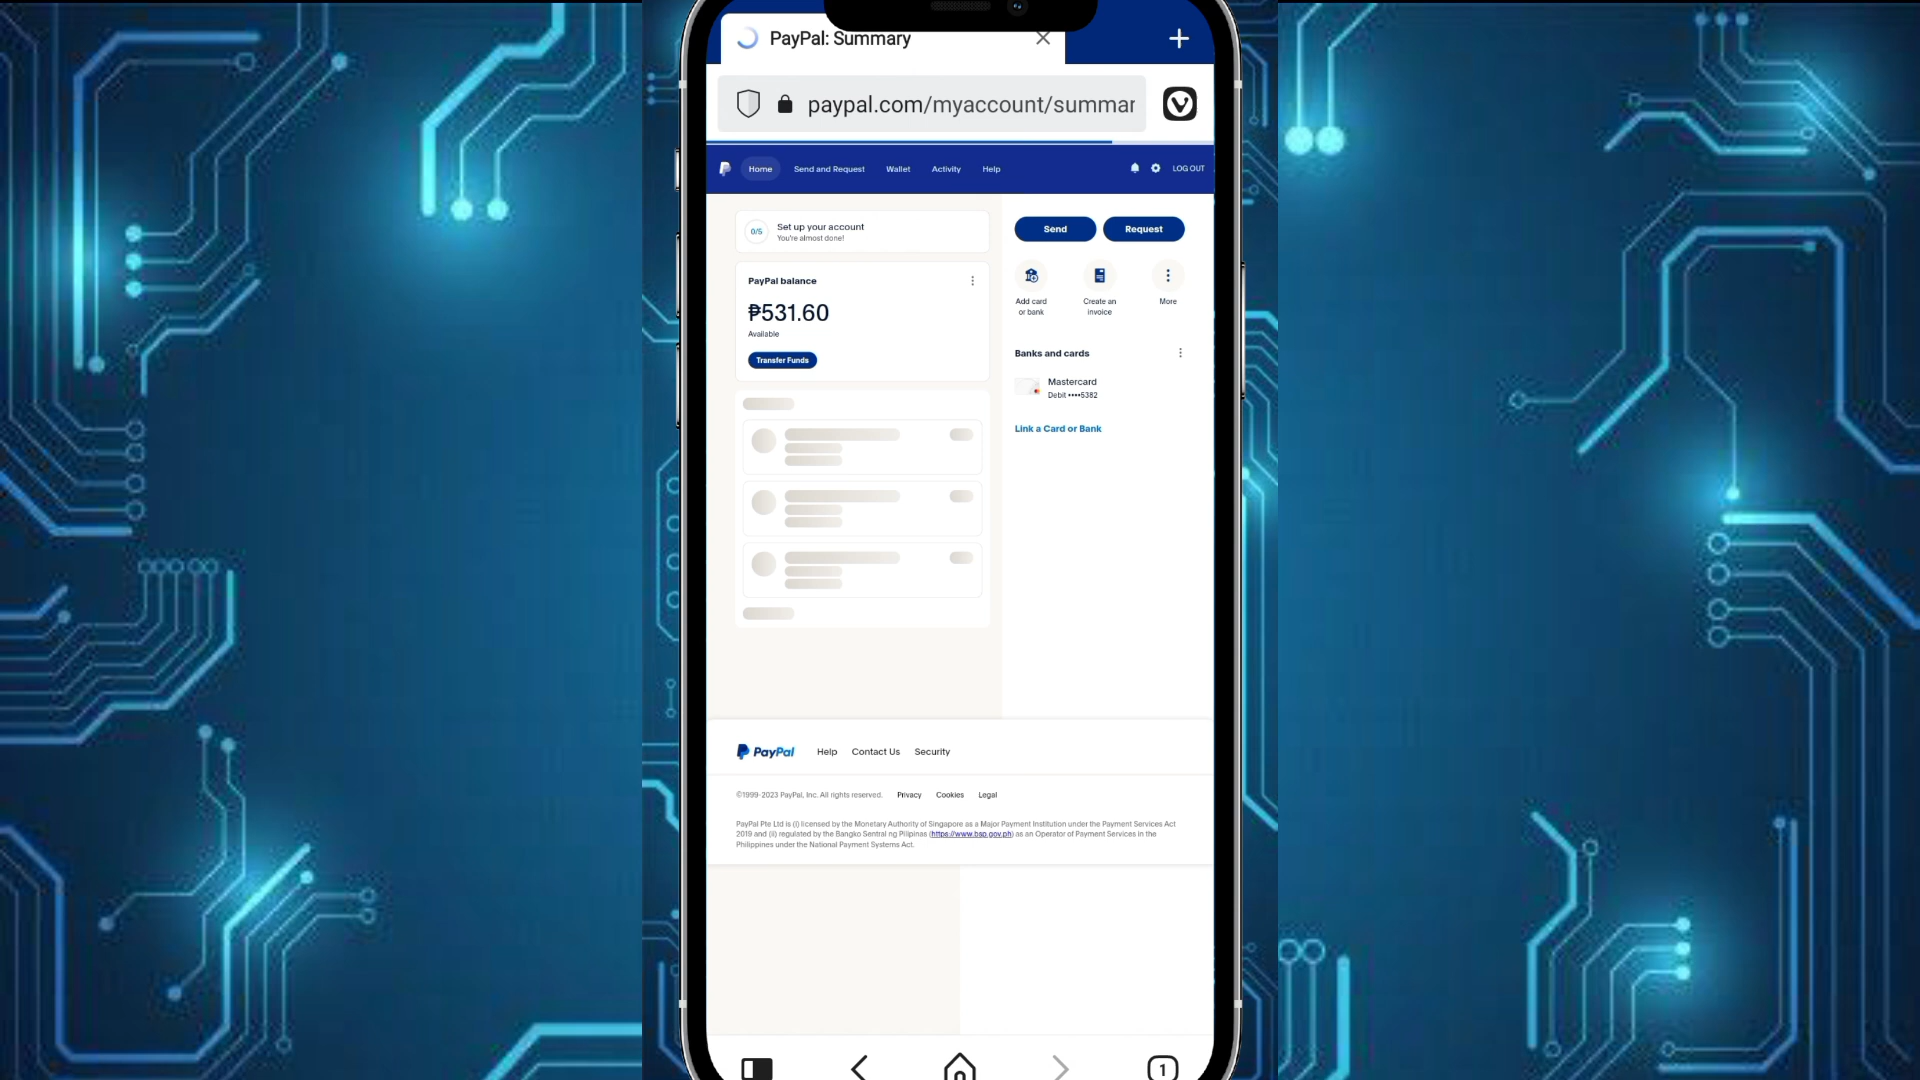 PayPal: Summary
paypal.com/myaccount/summar
Home Send and Request Wallet Activity Help LOG OUT
0/5
Set up your account
You're almost done!
PayPal balance
₱531.60
Available
Transfer Funds
Send Request
Add card
or bank
Create an
invoice
More
Banks and cards
Mastercard
Debit ••••5382
Link a Card or Bank
PayPal Help Contact Us Security
©1999-2023 PayPal, Inc. All rights reserved. Privacy Cookies Legal
PayPal Pte Ltd is (i) licensed by the Monetary Authority of Singapore as a Major Payment Institution under the Payment Services Act
2019 and (ii) regulated by the Bangko Sentral ng Pilipinas (https://www.bsp.gov.ph) as an Operator of Payment Services in the
Philippines under the National Payment Systems Act.
1